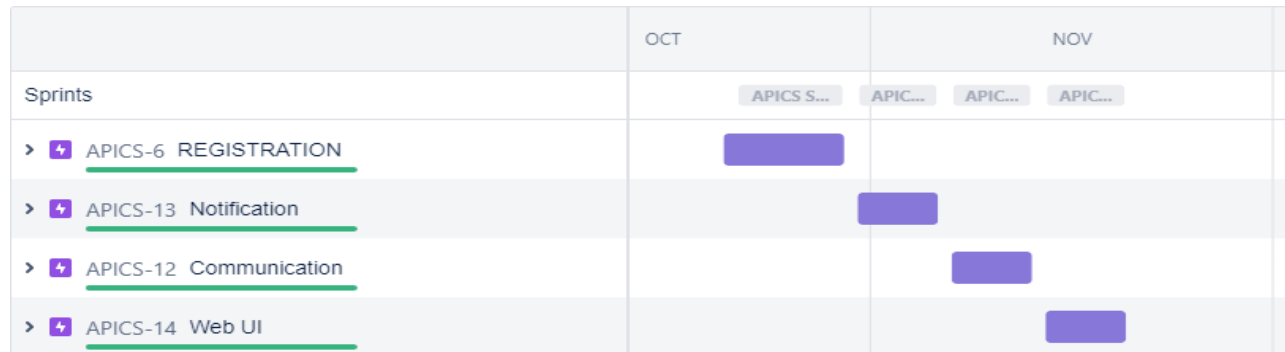 OCT NOV
Sprints APICS S... APIC... APIC... APIC...
APICS-6 REGISTRATION
APICS-13 Notification
APICS-12 Communication
APICS-14 Web UI